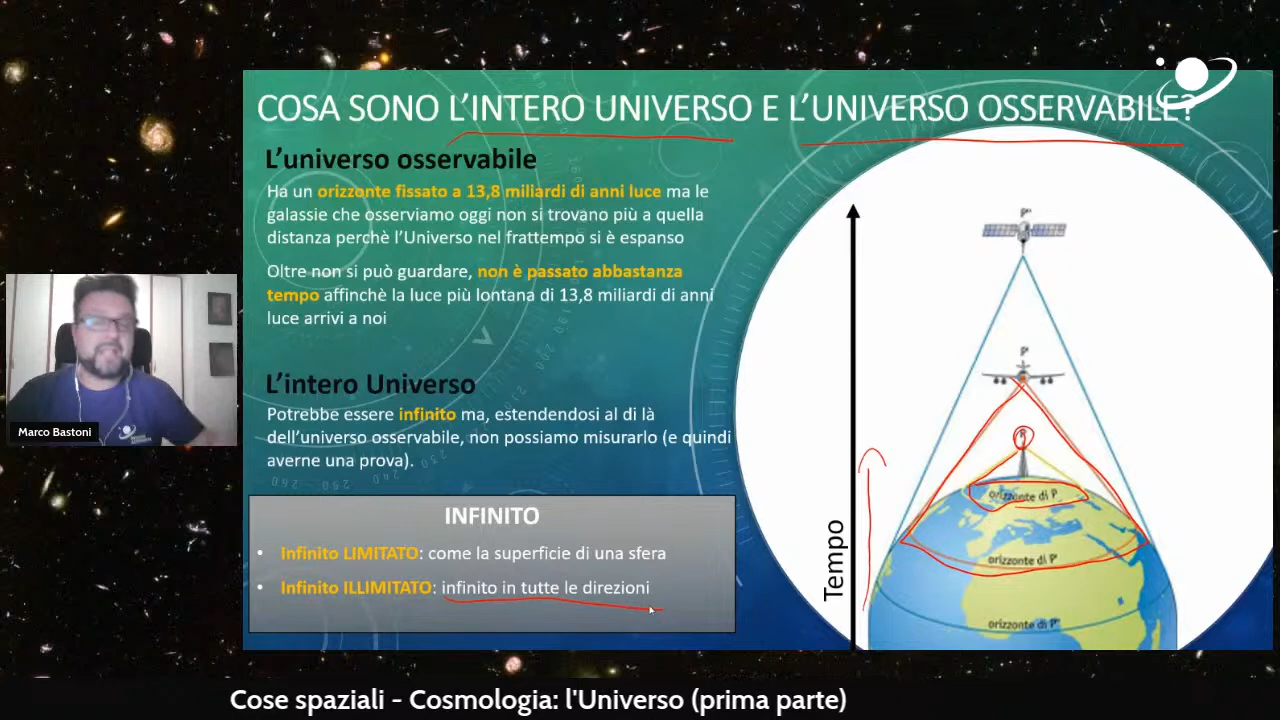 COSA SONO L'INTERO UNIVERSO E L'UNIVERSO OSSERVABILE?
L'universo osservabile
Ha un orizzonte fissato a 13,8 miliardi di anni luce ma le
galassie che osserviamo oggi non si trovano più a quella
distanza perchè l'Universo nel frattempo si è espanso
Oltre non si può guardare, non è passato abbastanza
tempo affinchè la luce più lontana di 13,8 miliardi di anni
luce arrivi a noi
L'intero Universo
Potrebbe essere infinito ma, estendendosi al di là
dell'universo osservabile, non possiamo misurarlo (e quindi
averne una prova).
INFINITO
• Infinito LIMITATO: come la superficie di una sfera
• Infinito ILLIMITATO: infinito in tutte le direzioni
Tempo
P''
P'
P
orizzonte di P
orizzonte di P'
orizzonte di P''
Marco Bastoni
Cose spaziali - Cosmologia: l'Universo (prima parte)